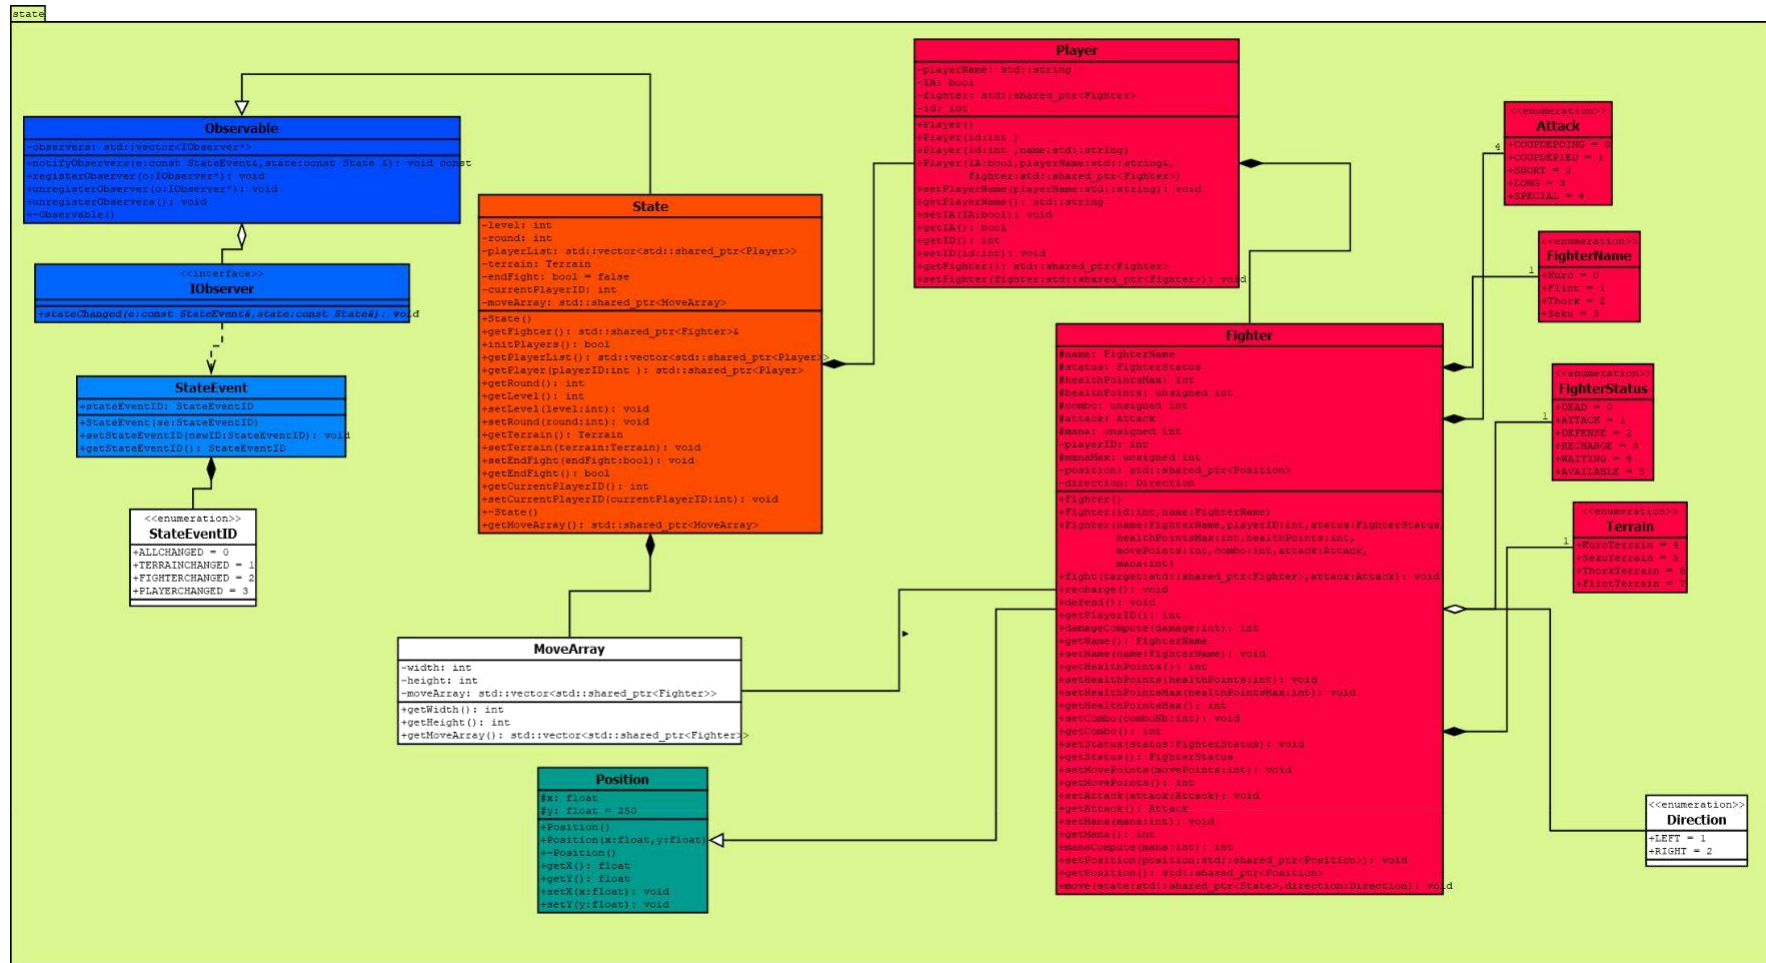 state
Observable
-observers: std::vector<IObserver*>
+notifyObservers(e:const StateEvent&,state:const State &): void const
+registerObserver(o:IObserver*): void
+unregisterObserver(o:IObserver*): void
+unregisterObservers(): void
+~Observable()
<<interface>>
IObserver
+stateChanged(e:const StateEvent&,state:const State&): void
StateEvent
+stateEventID: StateEventID
+StateEvent(se:StateEventID)
+setStateEventID(newID:StateEventID): void
+getStateEventID(): StateEventID
<<enumeration>>
StateEventID
+ALLCHANGED = 0
+TERRAINCHANGED = 1
+FIGHTERCHANGED = 2
+PLAYERCHANGED = 3
State
-level: int
-round: int
-playerList: std::vector<std::shared_ptr<Player>>
-terrain: Terrain
-endFight: bool = false
-currentPlayerID: int
-moveArray: std::shared_ptr<MoveArray>
+State()
+getFighter(): std::shared_ptr<Fighter>&
+initPlayers(): bool
+getPlayerList(): std::vector<std::shared_ptr<Player>>
+getPlayer(playerID:int ): std::shared_ptr<Player>
+getRound(): int
+getLevel(): int
+setLevel(level:int): void
+setRound(round:int): void
+getTerrain(): Terrain
+setTerrain(terrain:Terrain): void
+setEndFight(endFight:bool): void
+getEndFight(): bool
+getCurrentPlayerID(): int
+setCurrentPlayerID(currentPlayerID:int): void
+~State()
+getMoveArray(): std::shared_ptr<MoveArray>
MoveArray
-width: int
-height: int
-moveArray: std::vector<std::shared_ptr<Fighter>>
+getWidth(): int
+getHeight(): int
+getMoveArray(): std::vector<std::shared_ptr<Fighter>>
Position
#x: float
#y: float = 250
+Position()
+Position(x:float,y:float)
+~Position()
+getX(): float
+getY(): float
+setX(x:float): void
+setY(y:float): void
Player
-playerName: std::string
-IA: bool
-fighter: std::shared_ptr<Fighter>
-id: int
+Player()
+Player(id:int )
+Player(id:int ,name:std::string)
+Player(IA:bool,playerName:std::string&,
fighter:std::shared_ptr<Fighter>)
+setPlayerName(playerName:std::string): void
+getPlayerName(): std::string
+setIA(IA:bool): void
+getIA(): bool
+getID(): int
+setID(id:int): void
+getFighter(): std::shared_ptr<Fighter>
+setFighter(fighter:std::shared_ptr<Fighter>): void
Fighter
#name: FighterName
#status: FighterStatus
#healthPointsMax: int
#healthPoints: unsigned int
#combo: unsigned int
#attack: Attack
#mana: unsigned int
-playerID: int
#manaMax: unsigned int
-position: std::shared_ptr<Position>
-direction: Direction
+Fighter()
+Fighter(id:int,name:FighterName)
+Fighter(name:FighterName,playerID:int,status:FighterStatus,
healthPointsMax:int,healthPoints:int,
movePoints:int,combo:int,attack:Attack,
mana:int)
+fight(target:std::shared_ptr<Fighter>,attack:Attack): void
+recharge(): void
+defend(): void
+getPlayerID(): int
+damageCompute(damage:int): int
+getName(): FighterName
+setName(name:FighterName): void
+getHealthPoints(): int
+setHealthPoints(healthPoints:int): void
+setHealthPointsMax(healthPointsMax:int): void
+getHealthPointsMax(): int
+setCombo(comboNb:int): void
+getCombo(): int
+setStatus(status:FighterStatus): void
+getStatus(): FighterStatus
+setMovePoints(movePoints:int): void
+getMovePoints(): int
+setAttack(attack:Attack): void
+getAttack(): Attack
+setMana(mana:int): void
+getMana(): int
+manaCompute(mana:int): int
+setPosition(position:std::shared_ptr<Position>): void
+getPosition(): std::shared_ptr<Position>
+move(state:std::shared_ptr<State>,direction:Direction): void
<<enumeration>>
Attack
+COUPDEPOING = 0
+COUPDEPIED = 1
+SHORT = 2
+LONG = 3
+SPECIAL = 4
4
<<enumeration>>
FighterName
+Kuro = 0
+Flint = 1
+Thork = 2
+Seku = 3
1
<<enumeration>>
FighterStatus
+DEAD = 0
+ATTACK = 1
+DEFENSE = 2
+RECHARGE = 3
+WAITING = 4
+AVAILABLE = 5
1
<<enumeration>>
Terrain
+KuroTerrain = 4
+SekuTerrain = 5
+ThorkTerrain = 6
+FlintTerrain = 7
1
<<enumeration>>
Direction
+LEFT = 1
+RIGHT = 2